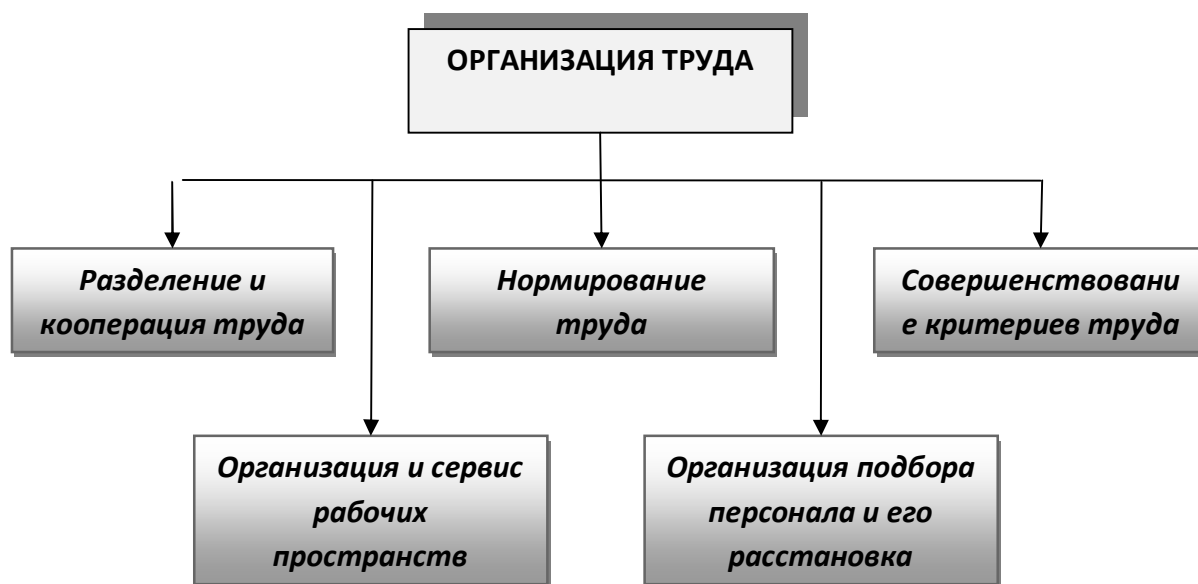 ОРГАНИЗАЦИЯ ТРУДА
Разделение и
кооперация труда
Нормирование
труда
Совершенствовани
е критериев труда
Организация и сервис
рабочих
пространств
Организация подбора
персонала и его
расстановка